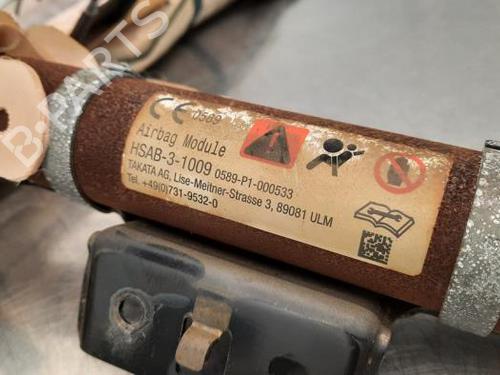 B-PARTS
CE 0589
Airbag Module
HSAB-3-1009 0589-P1-000533
TAKATA AG, Lise-Meitner-Strasse 3, 89081 ULM
Tel. +49(0)731-9532-0